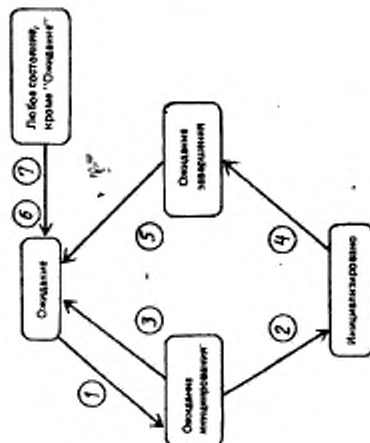 Любое состояние,
кроме "Ожидание"
6
7
Ожидание
1
3
5
Ожидание
завершения
Ожидание
инициирования
2
4
Инициализировано